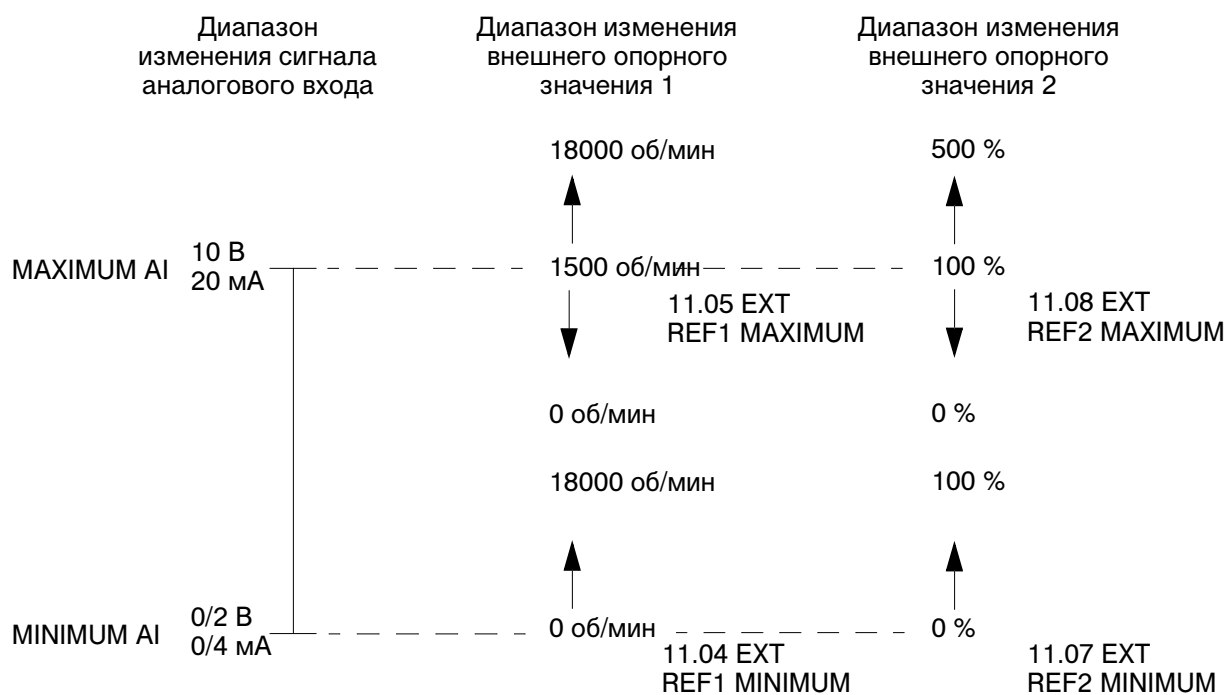 Диапазон
изменения сигнала
аналогового входа
Диапазон изменения
внешнего опорного
значения 1
Диапазон изменения
внешнего опорного
значения 2
18000 об/мин
500 %
MAXIMUM AI
10 В
20 мА
1500 об/мин
100 %
11.05 EXT
REF1 MAXIMUM
11.08 EXT
REF2 MAXIMUM
0 об/мин
0 %
18000 об/мин
100 %
MINIMUM AI
0/2 В
0/4 мА
0 об/мин
0 %
11.04 EXT
REF1 MINIMUM
11.07 EXT
REF2 MINIMUM